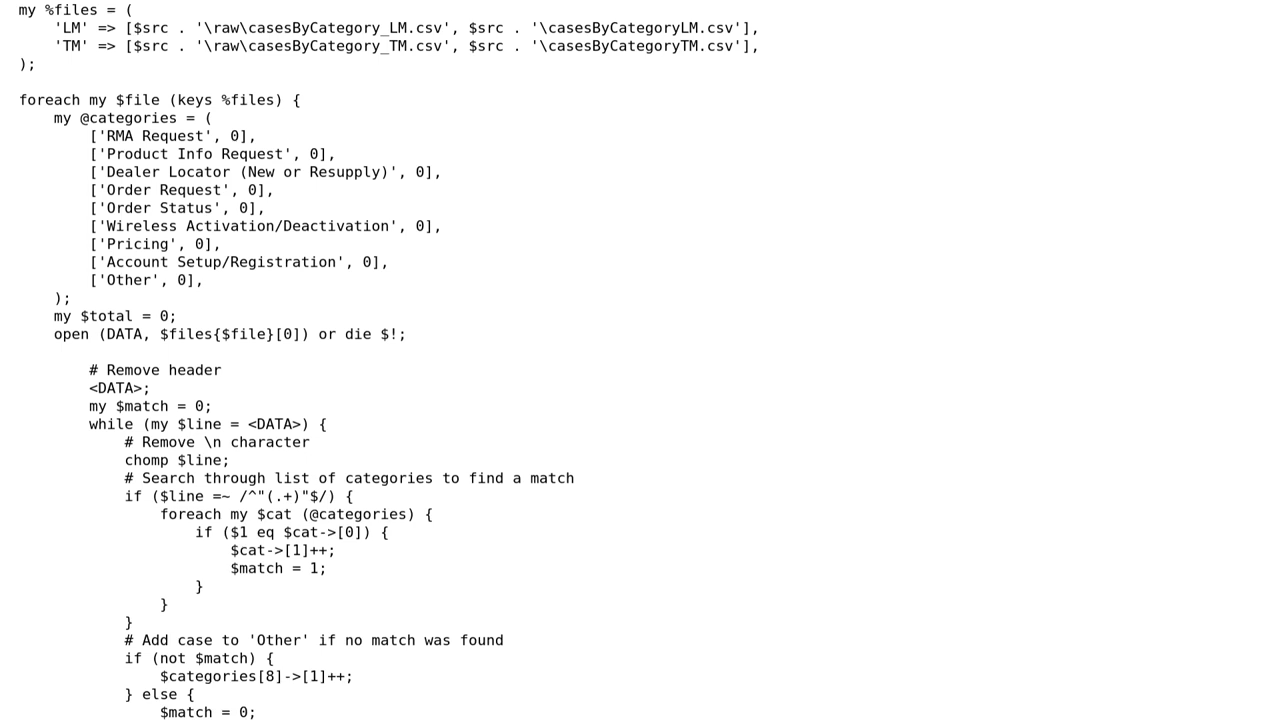 my %files = (
    'LM' => [$src . '\raw\casesByCategory_LM.csv', $src . '\casesByCategoryLM.csv'],
    'TM' => [$src . '\raw\casesByCategory_TM.csv', $src . '\casesByCategoryTM.csv'],
);

foreach my $file (keys %files) {
    my @categories = (
        ['RMA Request', 0],
        ['Product Info Request', 0],
        ['Dealer Locator (New or Resupply)', 0],
        ['Order Request', 0],
        ['Order Status', 0],
        ['Wireless Activation/Deactivation', 0],
        ['Pricing', 0],
        ['Account Setup/Registration', 0],
        ['Other', 0],
    );
    my $total = 0;
    open (DATA, $files{$file}[0]) or die $!;

        # Remove header
        <DATA>;
        my $match = 0;
        while (my $line = <DATA>) {
            # Remove \n character
            chomp $line;
            # Search through list of categories to find a match
            if ($line =~ /^"(.+)"$/) {
                foreach my $cat (@categories) {
                    if ($1 eq $cat->[0]) {
                        $cat->[1]++;
                        $match = 1;
                    }
                }
            }
            # Add case to 'Other' if no match was found
            if (not $match) {
                $categories[8]->[1]++;
            } else {
                $match = 0;